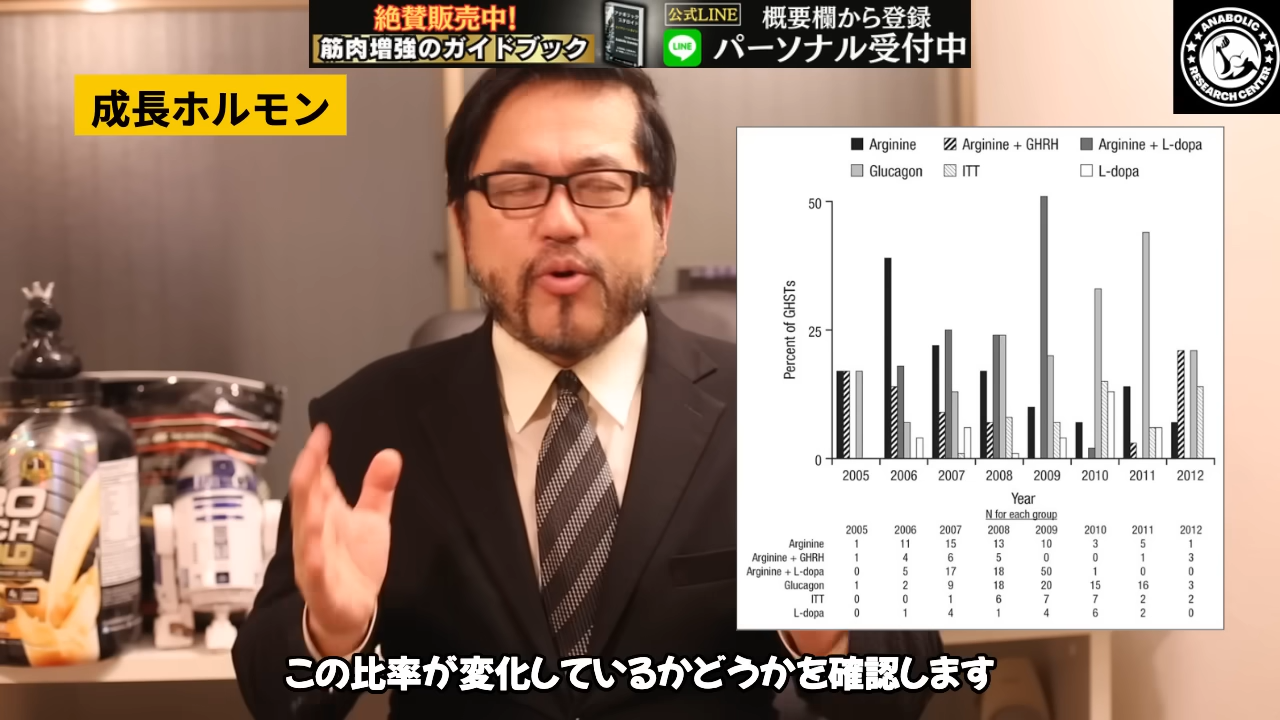 絶賛販売中!
筋肉増強のガイドブック
公式LINE
概要欄から登録
LINE
パーソナル受付中
ANABOLIC
RESEARCH CENTER
成長ホルモン
Arginine
Arginine + GHRH
Arginine + L-dopa
Glucagon
ITT
L-dopa
Percent of GHSTs
50
25
0
2005 2006 2007 2008 2009 2010 2011 2012
Year
N for each group
2005 2006 2007 2008 2009 2010 2011 2012
Arginine 1 11 15 13 10 3 5 1
Arginine + GHRH 1 4 6 5 0 0 1 3
Arginine + L-dopa 0 5 17 18 50 1 0 0
Glucagon 1 2 9 18 20 15 16 3
ITT 0 0 1 6 7 7 2 2
L-dopa 0 1 4 1 4 6 2 0
この比率が変化しているかどうかを確認します